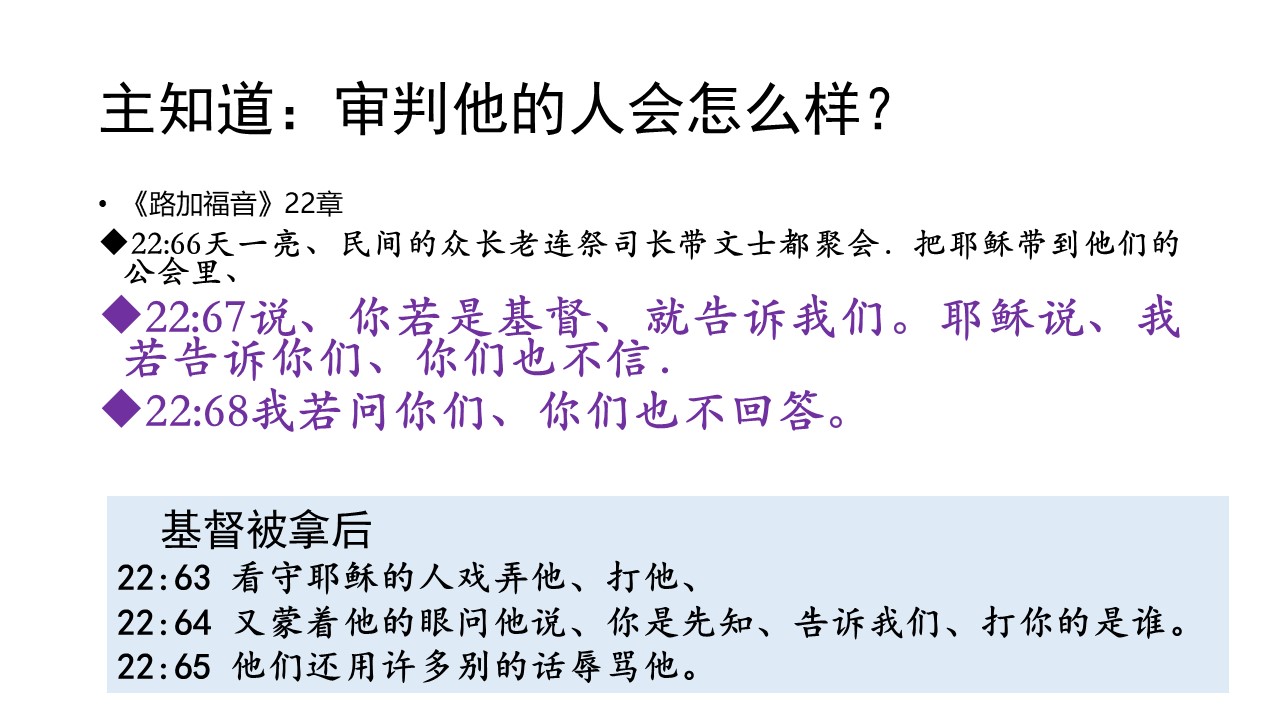 主知道：审判他的人会怎么样？
• 《路加福音》22章
◆22:66天一亮、民间的众长老连祭司长带文士都聚会．把耶稣带到他们的
公会里、
◆22:67说、你若是基督、就告诉我们。耶稣说、我
若告诉你们、你们也不信．
◆22:68我若问你们、你们也不回答。
基督被拿后
22:63 看守耶稣的人戏弄他、打他、
22:64 又蒙着他的眼问他说、你是先知、告诉我们、打你的是谁。
22:65 他们还用许多别的话辱骂他。